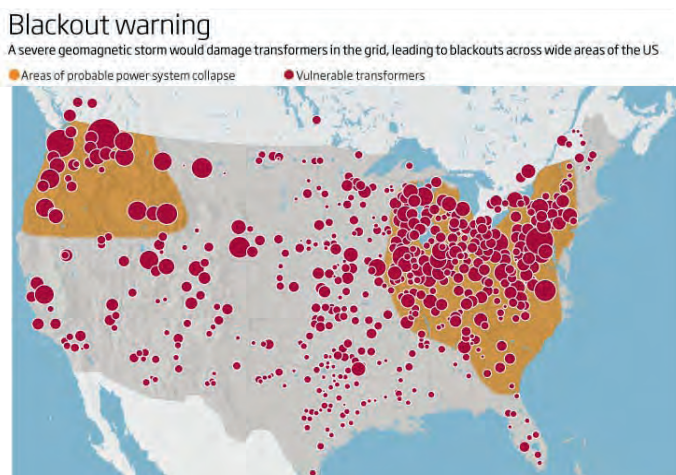 Blackout warning
A severe geomagnetic storm would damage transformers in the grid, leading to blackouts across wide areas of the US
Areas of probable power system collapse Vulnerable transformers